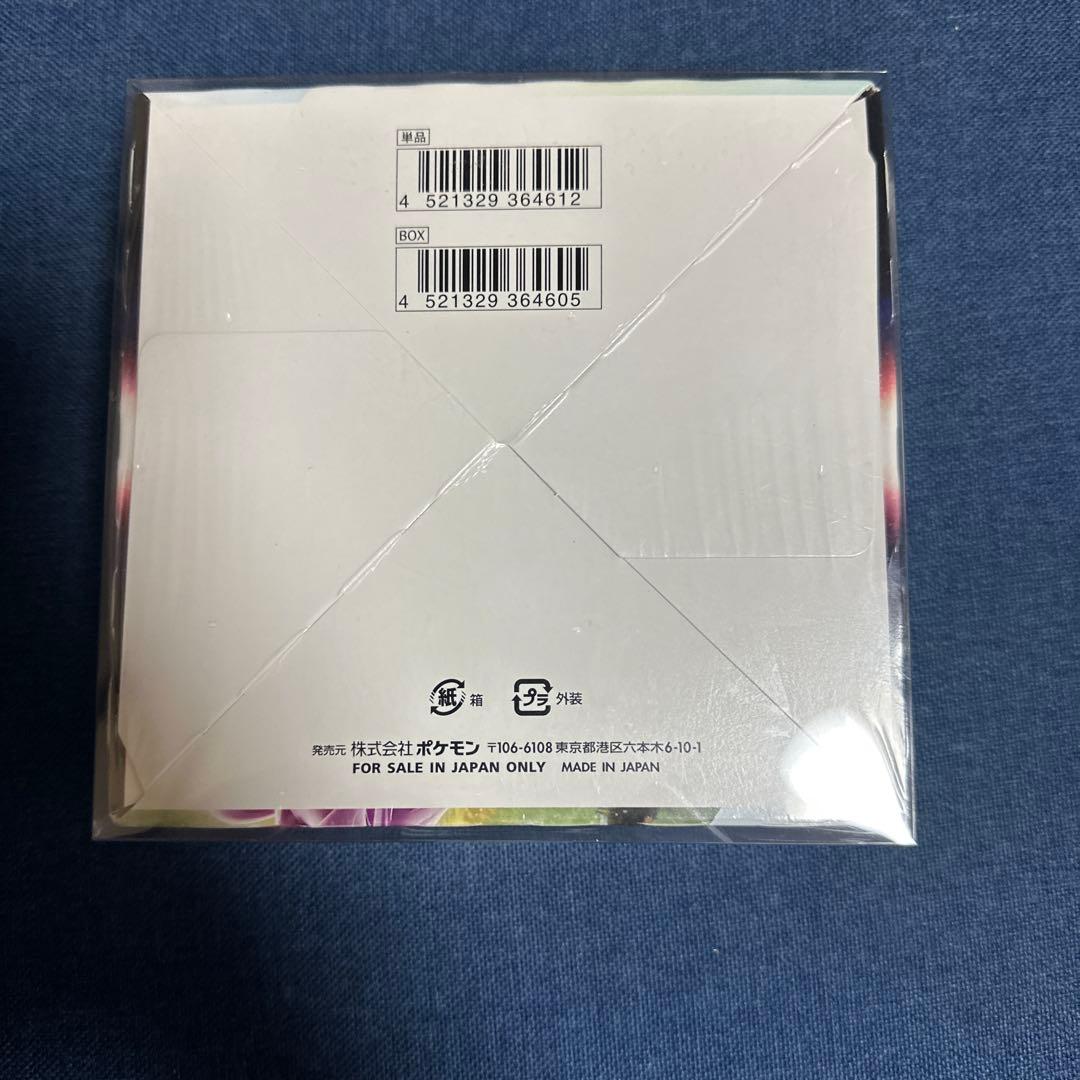 単品
4 521329 364612
BOX
4 521329 364605
紙 箱 プラ 外装
発売元 株式会社ポケモン 〒106-6108 東京都港区六本木6-10-1
FOR SALE IN JAPAN ONLY MADE IN JAPAN